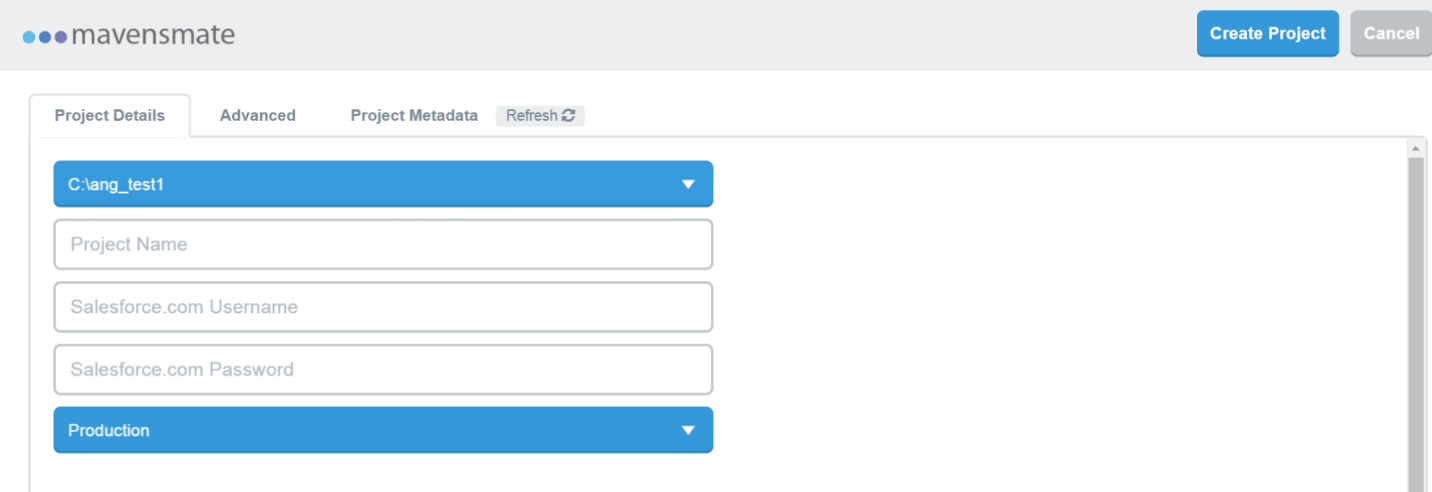 mavensmate
Create Project
Cancel
Project Details
Advanced
Project Metadata
Refresh
C:\ang_test1
Project Name
Salesforce.com Username
Salesforce.com Password
Production